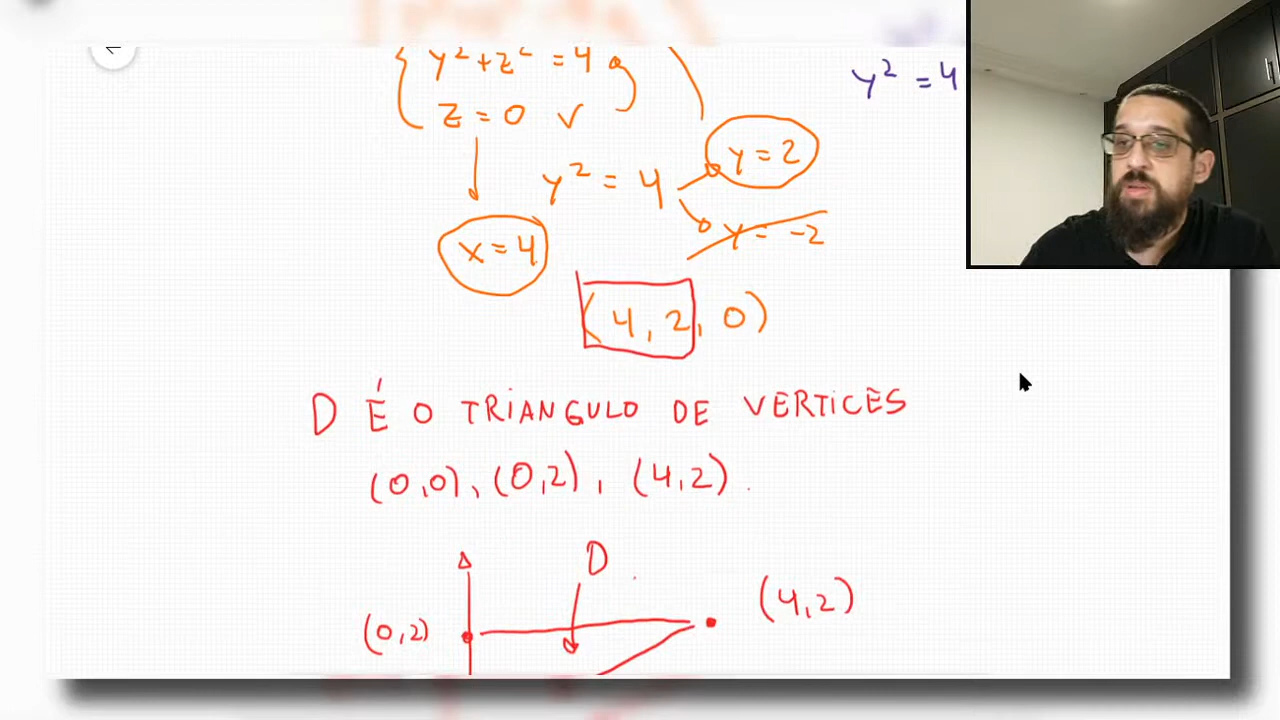 y² + z² = 4
y² = 4
z = 0 ✓
y = 2
y² = 4
y = -2
x = 4
(4, 2, 0)
D É O TRIANGULO DE VERTICES
(0,0), (0,2), (4,2).
D
(4,2)
(0,2)